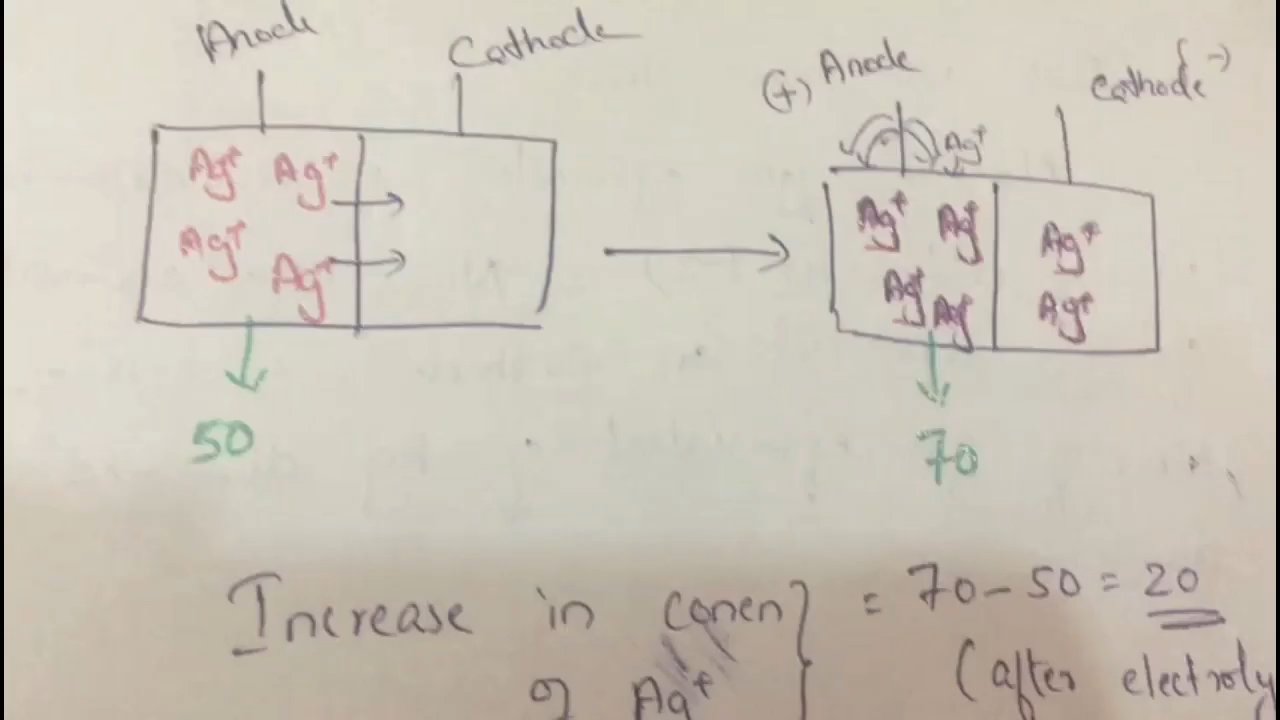 Anode
Cathode
(+) Anode
Cathode (-)
Ag+
Ag+ Ag+
Ag+
Ag+
Ag+ Ag+
Ag+
Ag+
Ag+
Ag+
50
70
Increase in concn } = 70 - 50 = 20
of Ag+
(after electroly